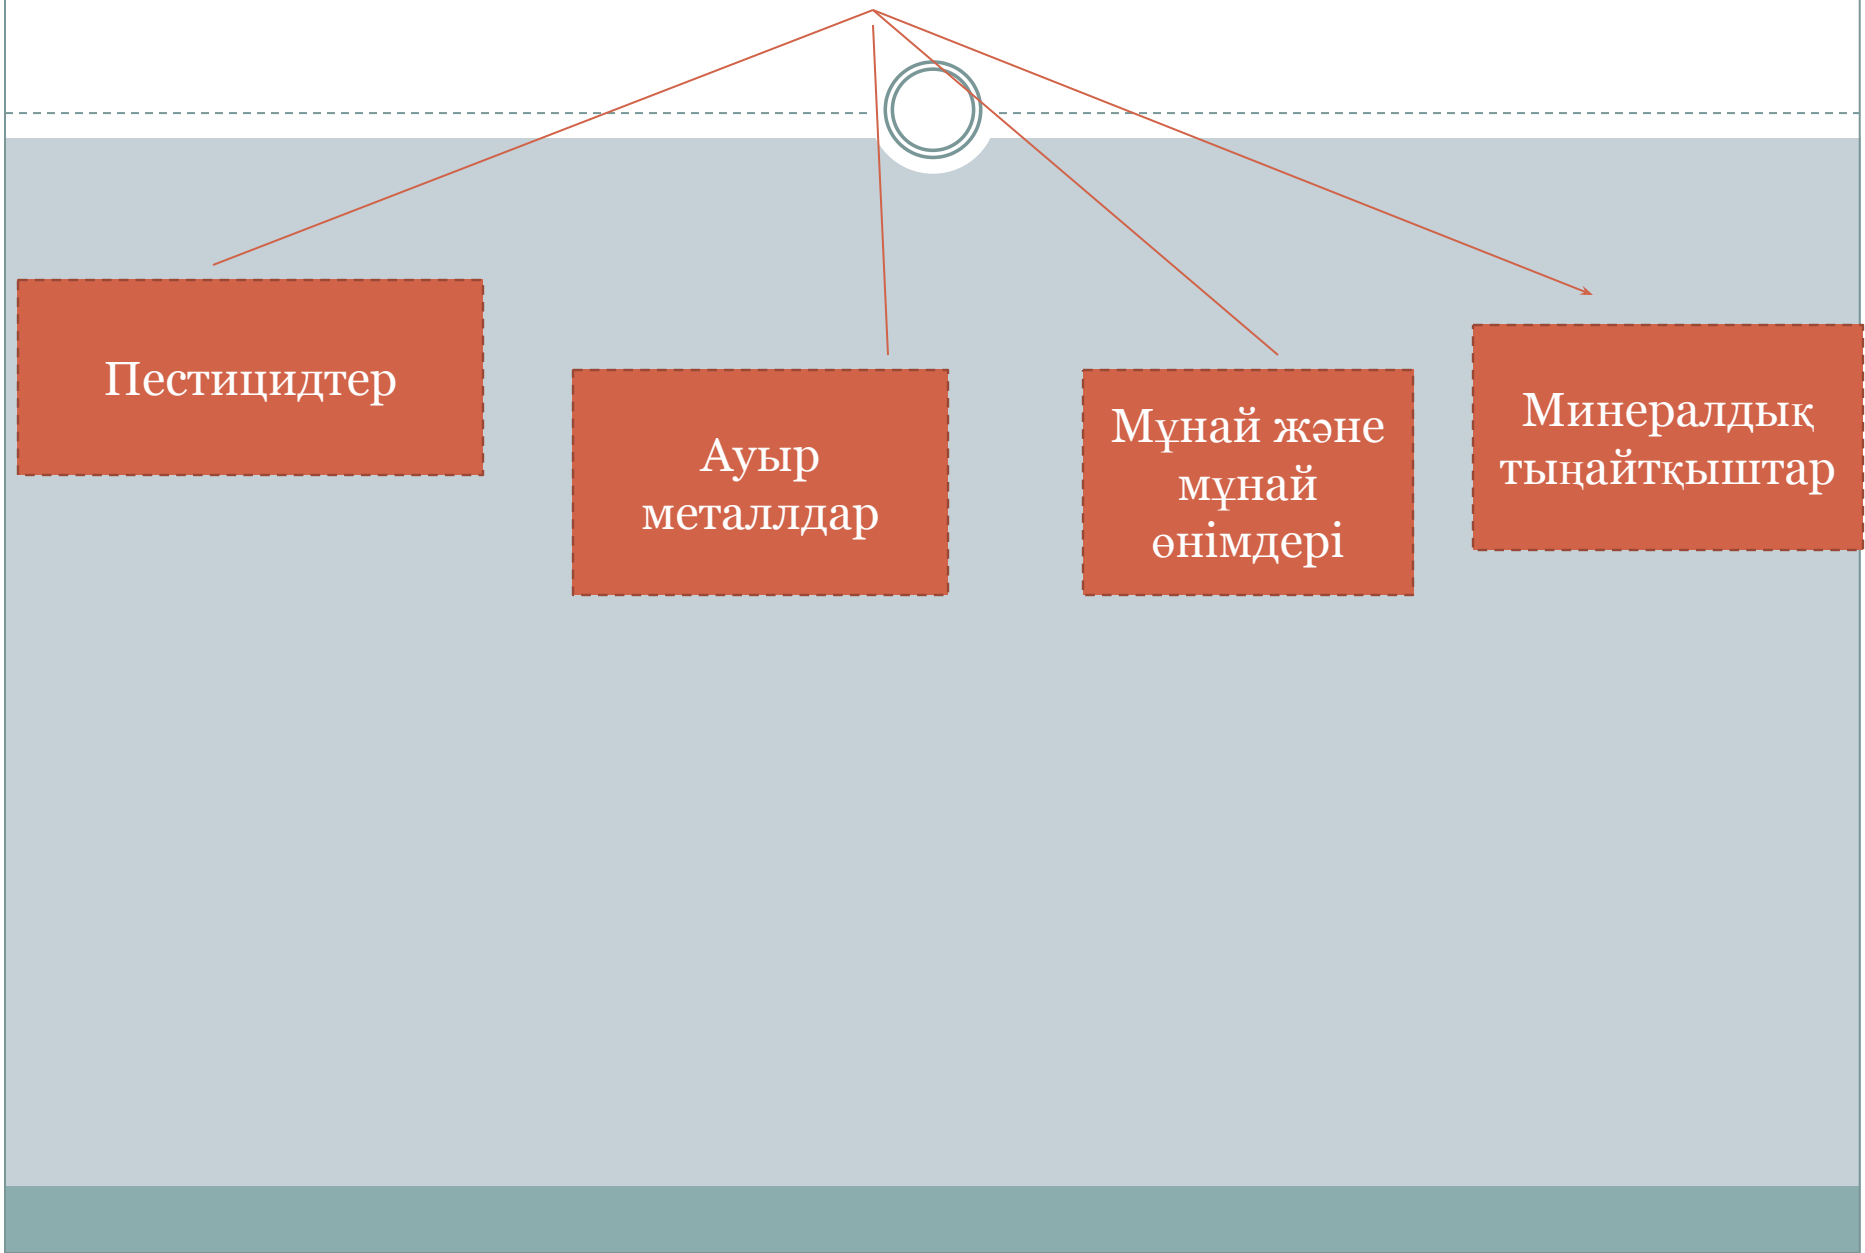 Пестицидтер
Ауыр
металлдар
Мұнай және
мұнай
өнімдері
Минералдық
тыңайтқыштар